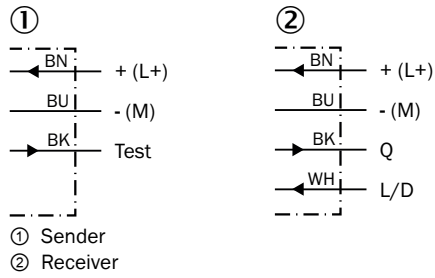 ① ②
BN + (L+) BN + (L+)
BU - (M) BU - (M)
BK Test BK Q
WH L/D
① Sender
② Receiver